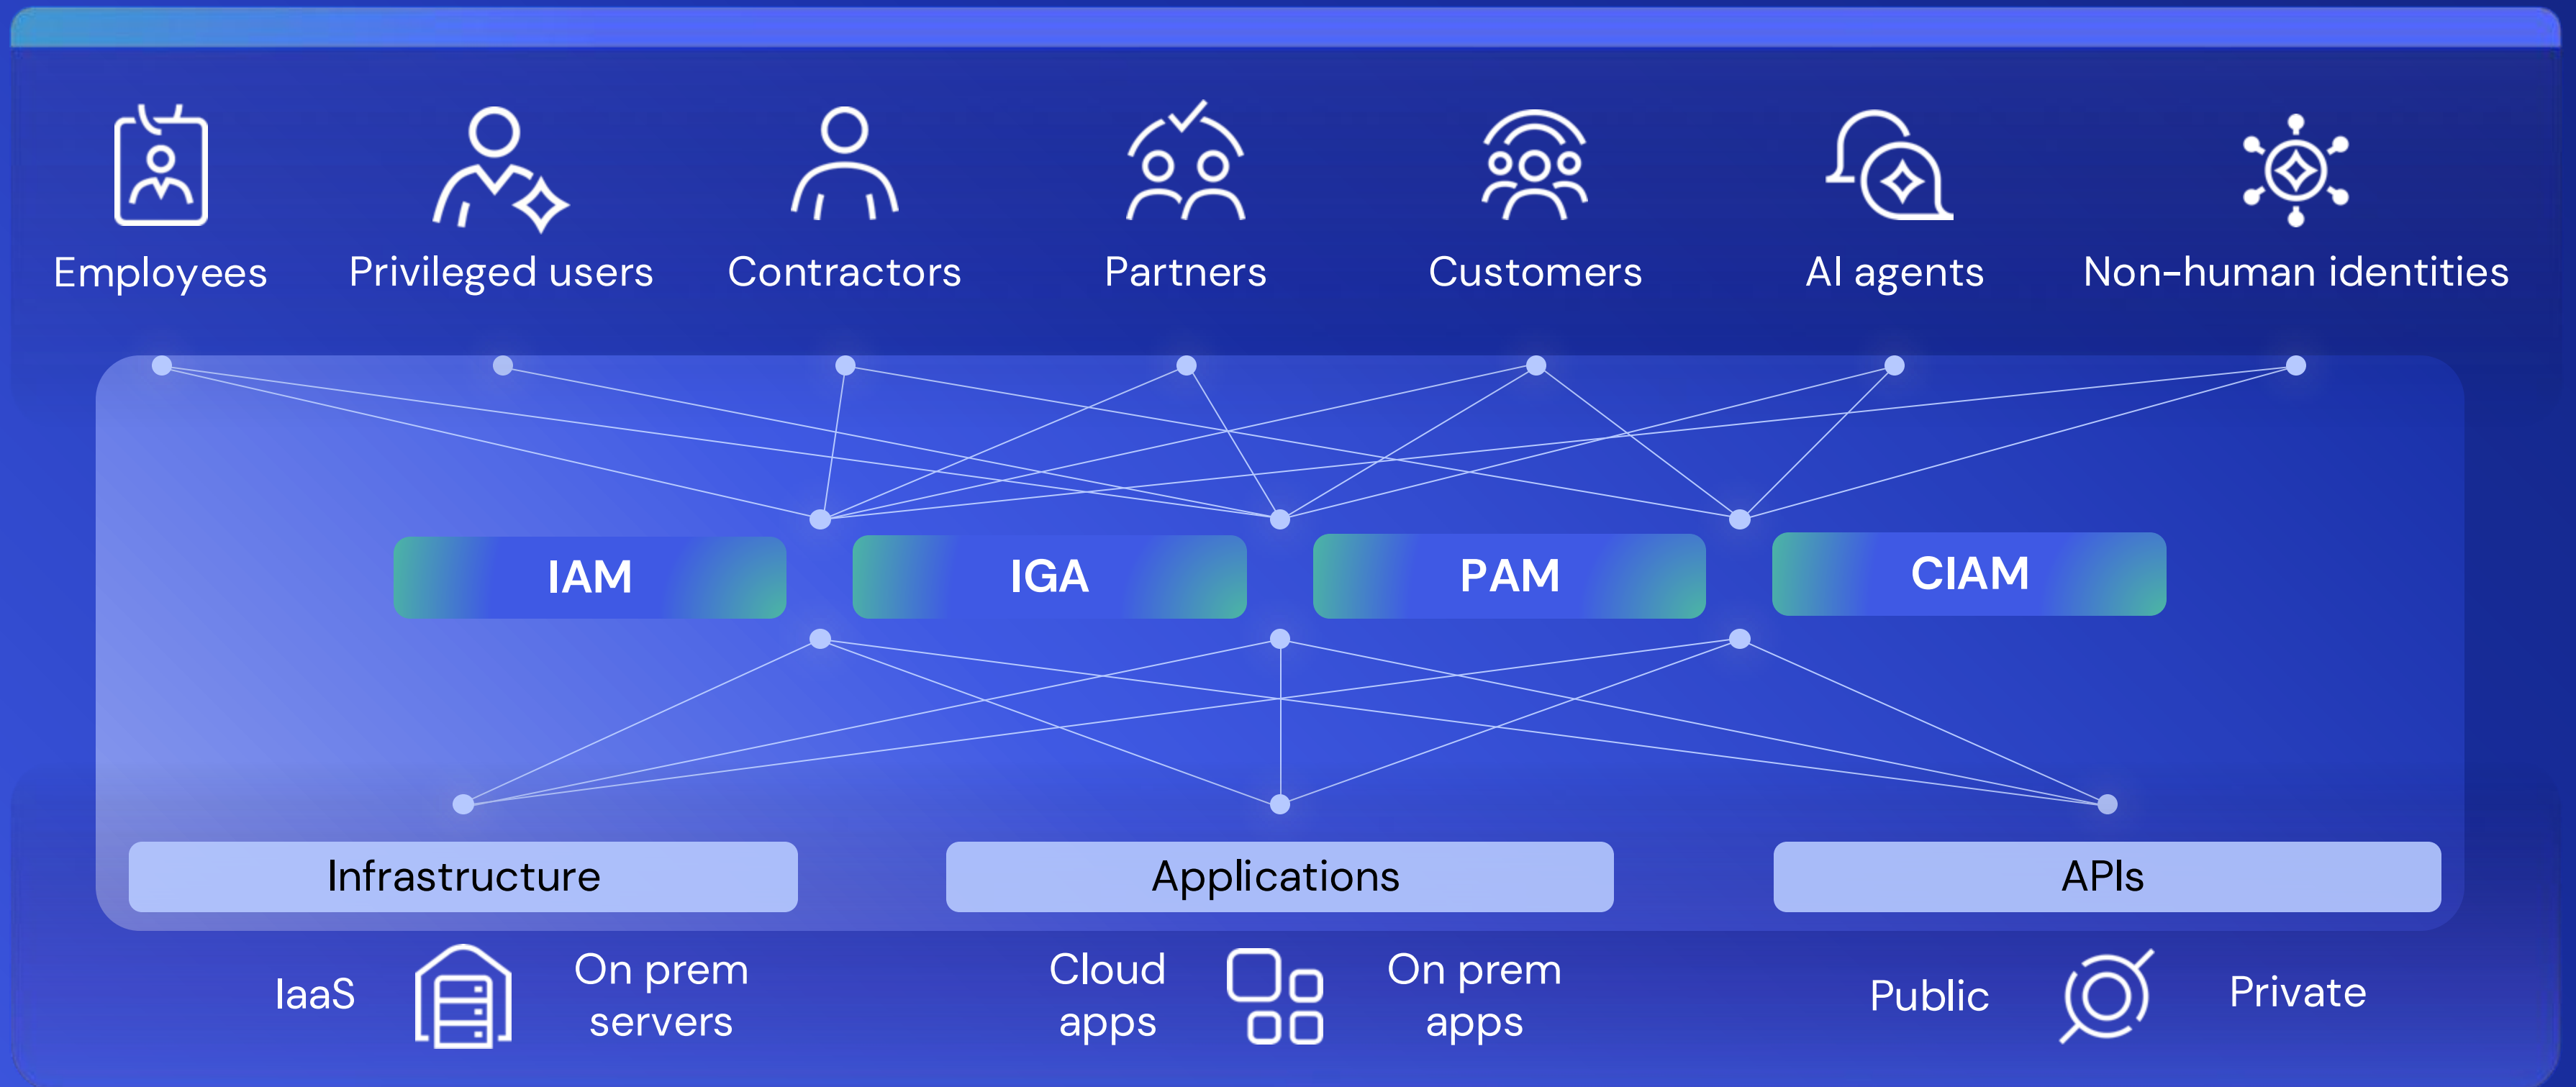 Employees
Privileged users
Contractors
Partners
Customers
AI agents
Non-human identities
IAM
IGA
PAM
CIAM
Infrastructure
Applications
APIs
IaaS
On prem
servers
Cloud
apps
On prem
apps
Public
Private